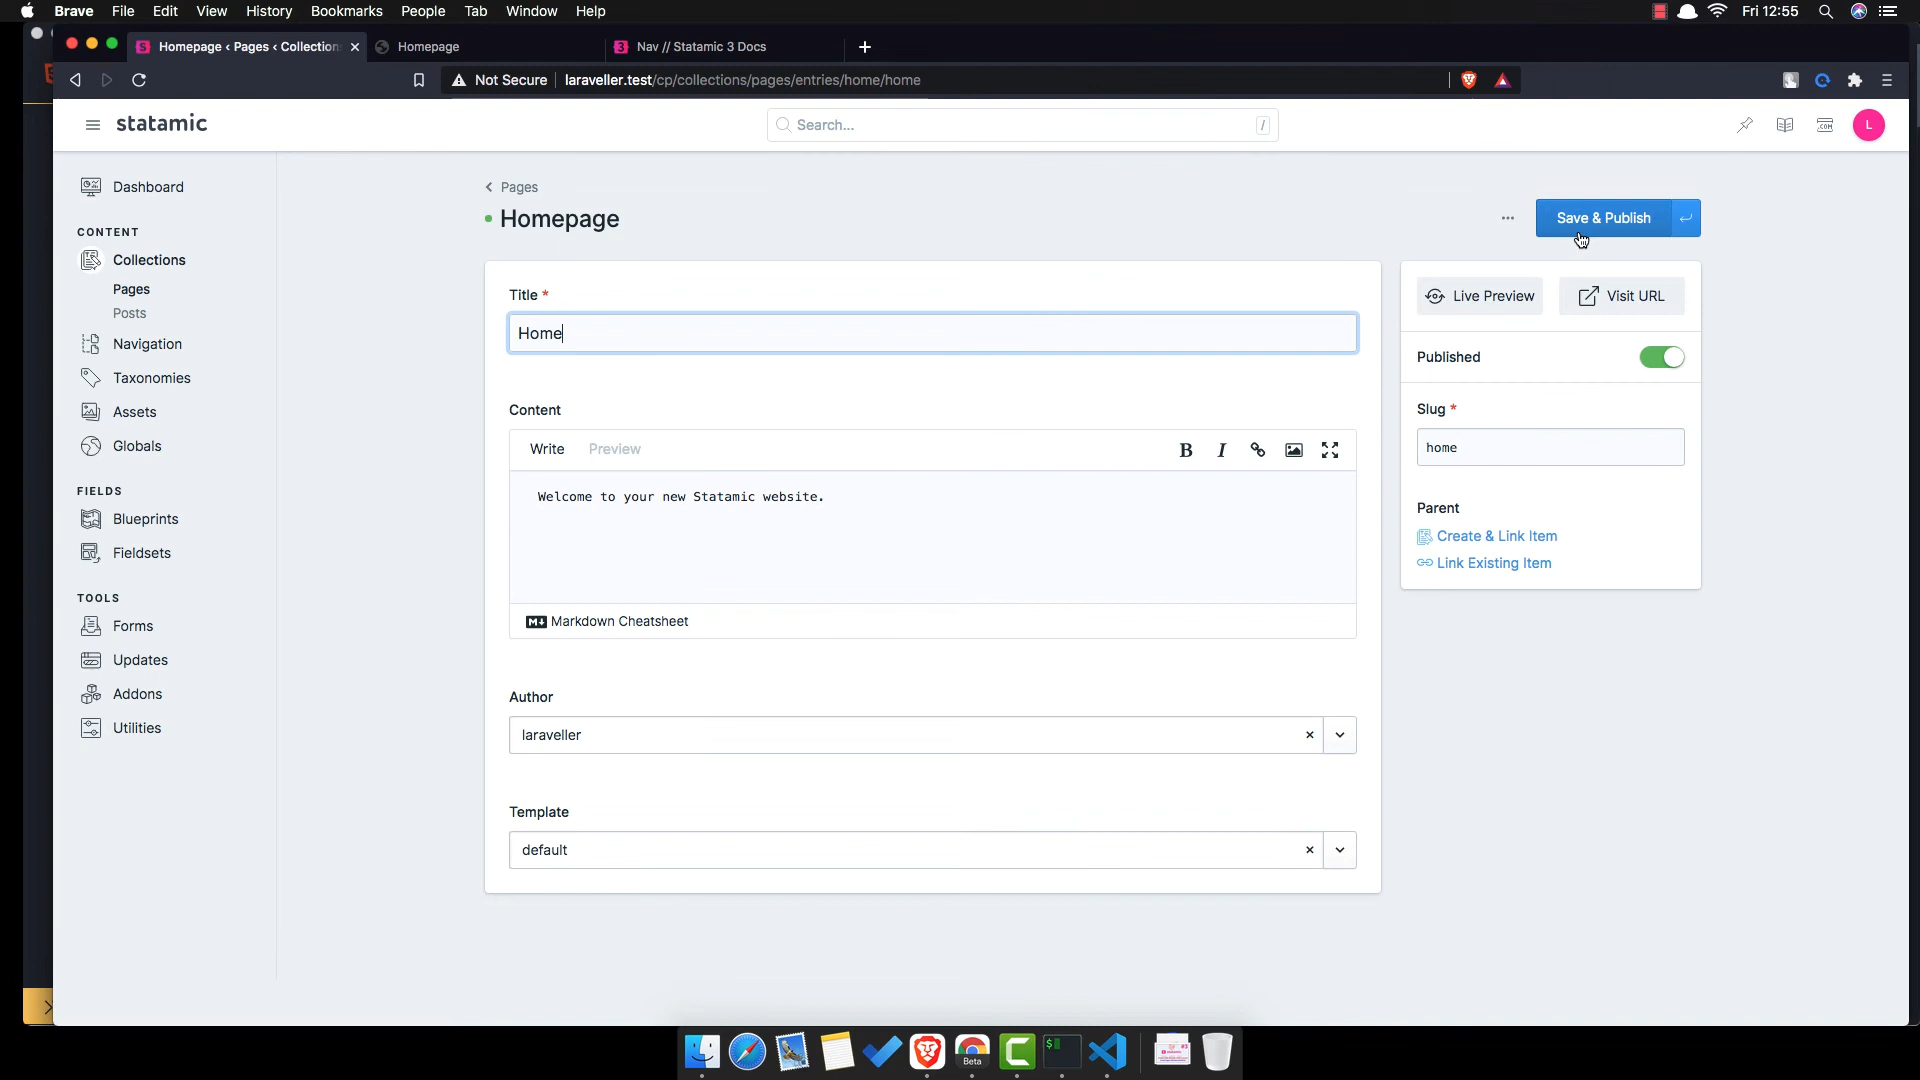 Brave File Edit View History Bookmarks People Tab Window Help Fri 12:55
Homepage ‹ Pages ‹ Collection
Homepage
Nav // Statamic 3 Docs
Not Secure laraveller.test/cp/collections/pages/entries/home/home
statamic
Search... /
L
Dashboard
CONTENT
Collections
Pages
Posts
Navigation
Taxonomies
Assets
Globals
FIELDS
Blueprints
Fieldsets
TOOLS
Forms
Updates
Addons
Utilities
Pages
Homepage
Save & Publish
Title *
Home
Content
Write Preview B I
Welcome to your new Statamic website.
M Markdown Cheatsheet
Author
laraveller
Template
default
Live Preview Visit URL
Published
Slug *
home
Parent
Create & Link Item
Link Existing Item
Beta
$